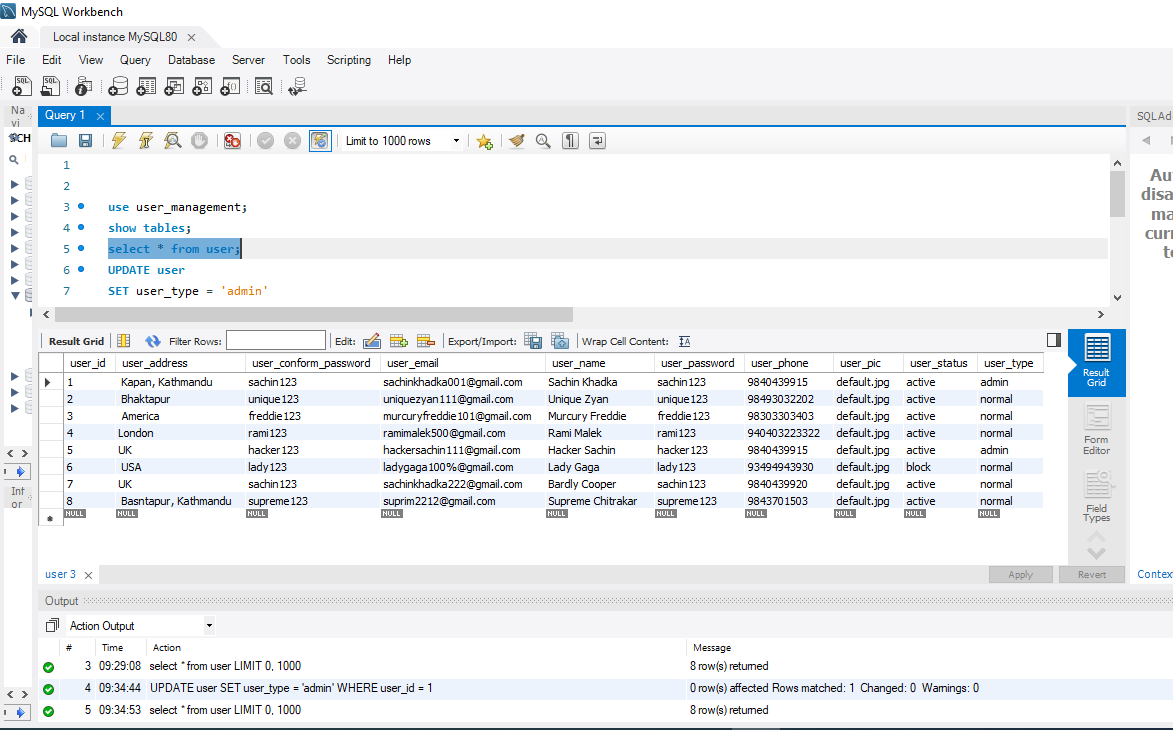 MySQL Workbench
Local instance MySQL80
File Edit View Query Database Server Tools Scripting Help
Na
vi
SCH
Query 1
SQLAd
Limit to 1000 rows
1
2
3 use user_management;
4 show tables;
5 select * from user;
6 UPDATE user
7 SET user_type = 'admin'
Au
disa
ma
curr
to
Result Grid Filter Rows: Edit: Export/Import: Wrap Cell Content:
user_id user_address user_conform_password user_email user_name user_password user_phone user_pic user_status user_type
1 Kapan, Kathmandu sachin123 sachinkhadka001@gmail.com Sachin Khadka sachin123 9840439915 default.jpg active admin
2 Bhaktapur unique123 uniquezyan111@gmail.com Unique Zyan unique123 98493032202 default.jpg active normal
3 America freddie123 murcuryfreddie101@gmail.com Murcury Freddie freddie123 98303303403 default.jpg active normal
4 London rami123 ramimalek500@gmail.com Rami Malek rami123 940403223322 default.jpg active normal
5 UK hacker123 hackersachin111@gmail.com Hacker Sachin hacker123 9840439915 default.jpg active admin
6 USA lady123 ladygaga100%@gmail.com Lady Gaga lady123 93494943930 default.jpg block normal
7 UK sachin123 sachinkhadka222@gmail.com Bardly Cooper sachin123 9840439920 default.jpg active normal
8 Basntapur, Kathmandu supreme123 suprim2212@gmail.com Supreme Chitrakar supreme123 9843701503 default.jpg active normal
NULL NULL NULL NULL NULL NULL NULL NULL NULL NULL
Result
Grid
Form
Editor
Field
Types
Inf
or
user 3
Apply Revert
Contex
Output
Action Output
# Time Action Message
3 09:29:08 select * from user LIMIT 0, 1000 8 row(s) returned
4 09:34:44 UPDATE user SET user_type = 'admin' WHERE user_id = 1 0 row(s) affected Rows matched: 1 Changed: 0 Warnings: 0
5 09:34:53 select * from user LIMIT 0, 1000 8 row(s) returned